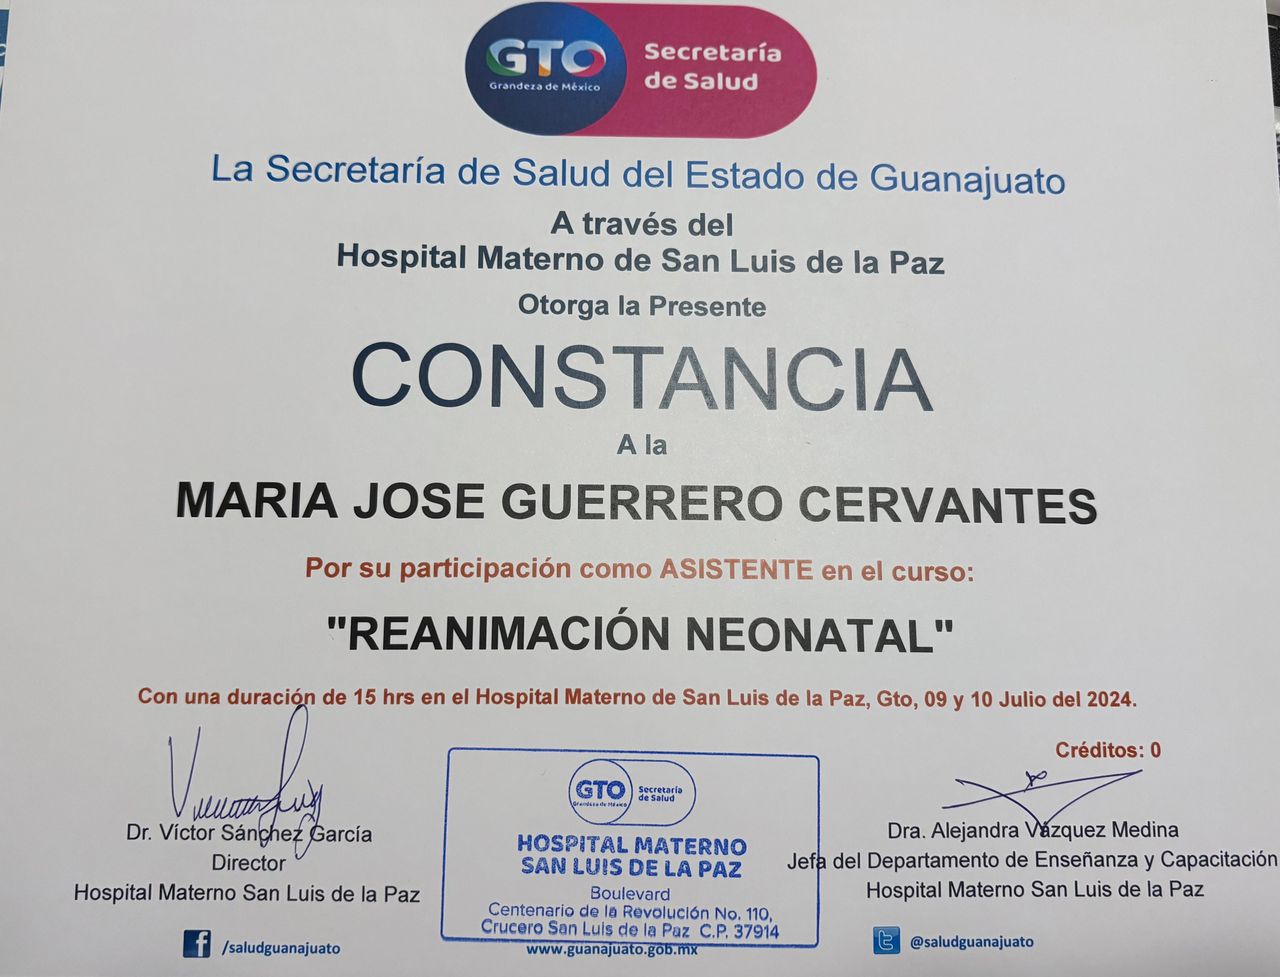 GTO
Grandeza de México
Secretaría
de Salud
La Secretaría de Salud del Estado de Guanajuato
A través del
Hospital Materno de San Luis de la Paz
Otorga la Presente
CONSTANCIA
A la
MARIA JOSE GUERRERO CERVANTES
Por su participación como ASISTENTE en el curso:
"REANIMACIÓN NEONATAL"
Con una duración de 15 hrs en el Hospital Materno de San Luis de la Paz, Gto, 09 y 10 Julio del 2024.
Créditos: 0
Dr. Víctor Sánchez García
Director
Hospital Materno San Luis de la Paz
GTO
Grandeza de México
Secretaría
de Salud
HOSPITAL MATERNO
SAN LUIS DE LA PAZ
Boulevard
Centenario de la Revolución No. 110,
Crucero San Luis de la Paz C.P. 37914
Dra. Alejandra Vázquez Medina
Jefa del Departamento de Enseñanza y Capacitación
Hospital Materno San Luis de la Paz
/saludguanajuato
www.guanajuato.gob.mx
@saludguanajuato